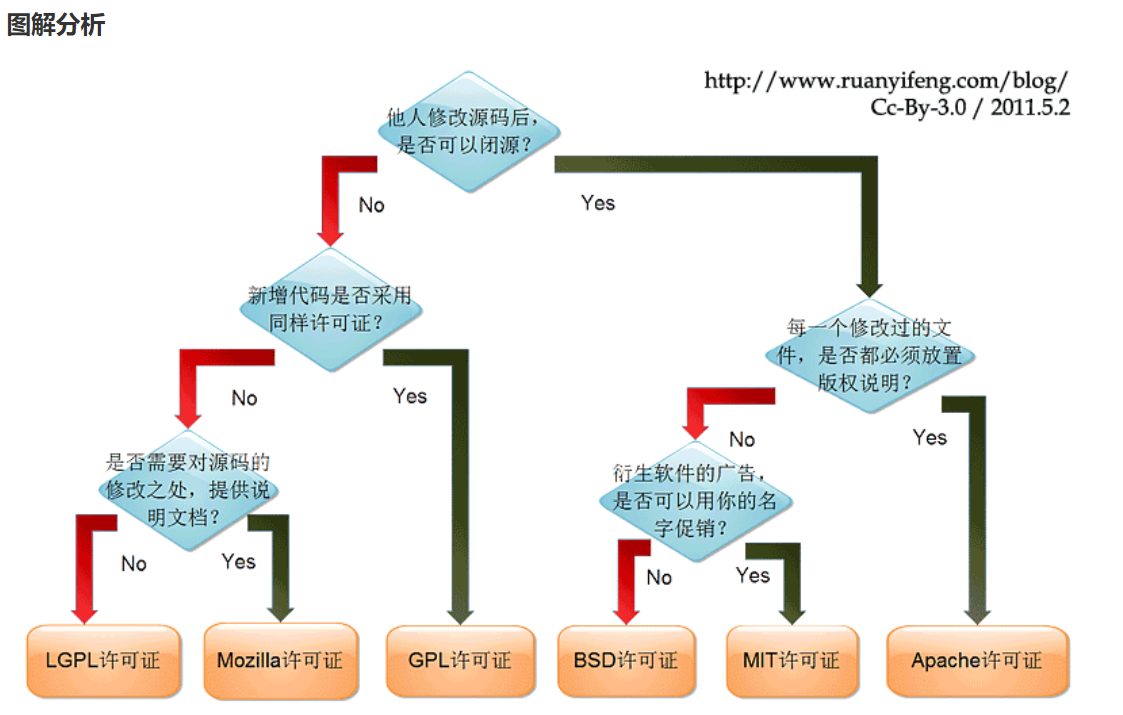 图解分析
http://www.ruanyifeng.com/blog/
Cc-By-3.0 / 2011.5.2
他人修改源码后，
是否可以闭源？
No
Yes
新增代码是否采用
同样许可证？
每一个修改过的文
件，是否都必须放置
版权说明？
No
Yes
No
Yes
是否需要对源码的
修改之处，提供说
明文档？
衍生软件的广告，
是否可以用你的名
字促销？
No
Yes
No
Yes
LGPL许可证
Mozilla许可证
GPL许可证
BSD许可证
MIT许可证
Apache许可证